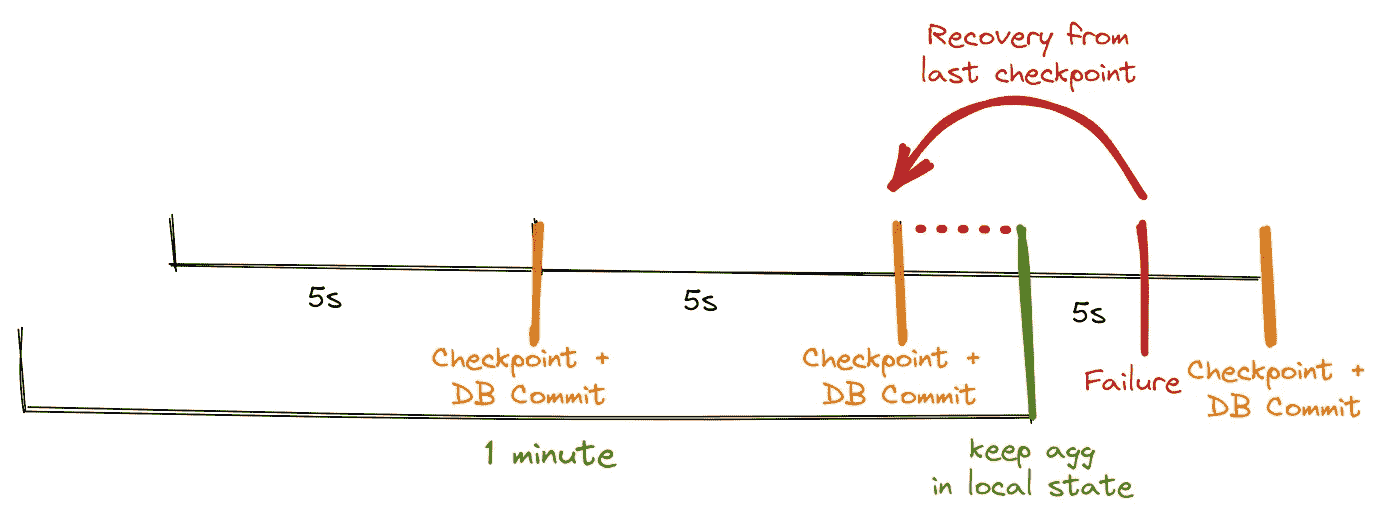 Recovery from
last checkpoint
5s
5s
5s
Checkpoint +
DB Commit
Checkpoint +
DB Commit
Failure
Checkpoint +
DB Commit
1 minute
keep agg
in local state